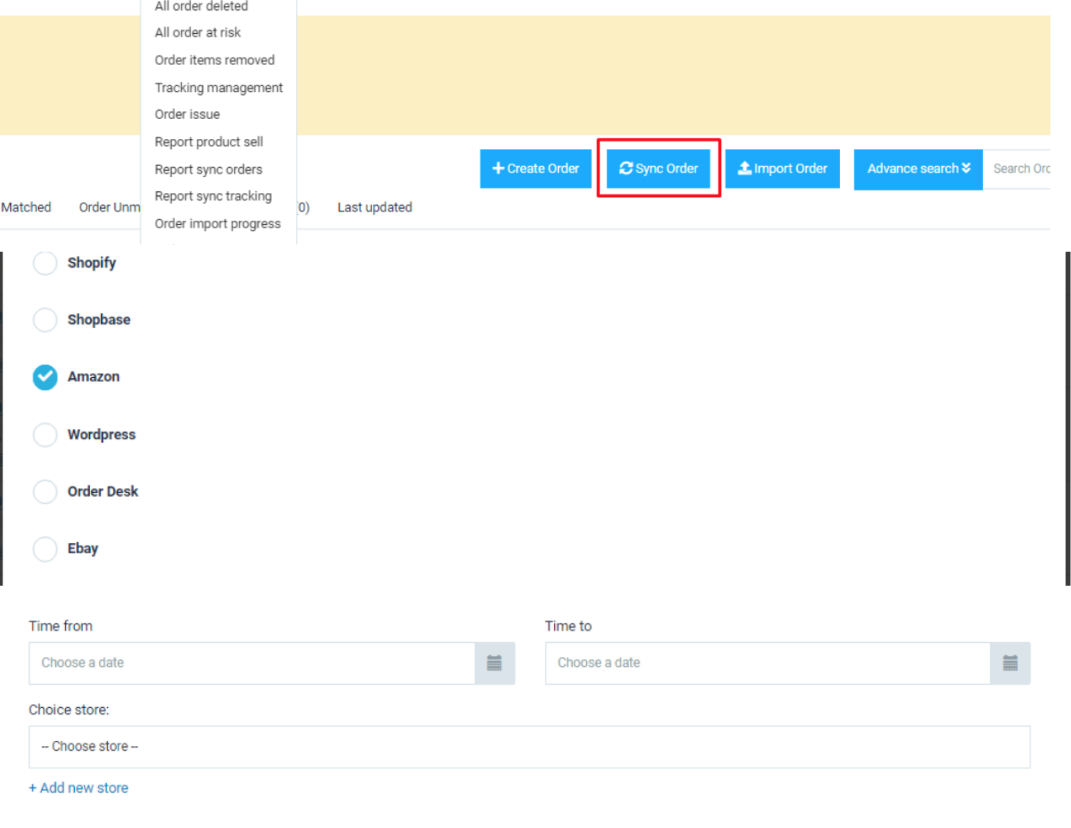 All order deleted
All order at risk
Order items removed
Tracking management
Order issue
Report product sell
Create Order
Sync Order
Import Order
Advance search
Search Orc
Report sync orders
Report sync tracking
Matched
Order Unm
0)
Last updated
Order import progress
Shopify
Shopbase
Amazon
Wordpress
Order Desk
Ebay
Time from
Time to
Choose a date
Choose a date
Choice store:
-- Choose store --
+ Add new store